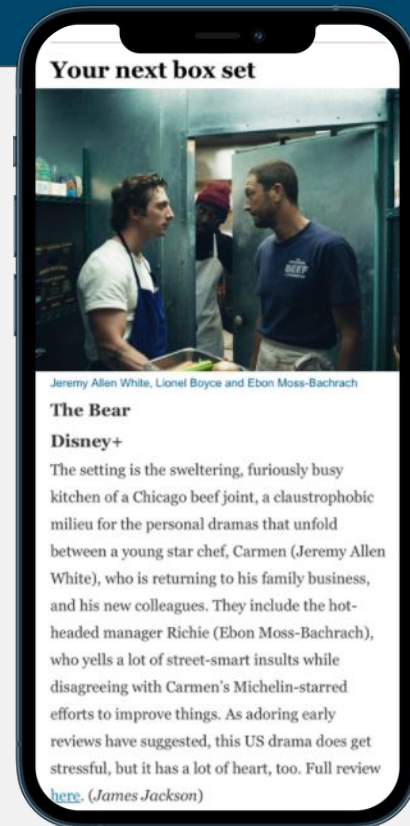 Your next box set
BEEF
Jeremy Allen White, Lionel Boyce and Ebon Moss-Bachrach
The Bear
Disney+
The setting is the sweltering, furiously busy
kitchen of a Chicago beef joint, a claustrophobic
milieu for the personal dramas that unfold
between a young star chef, Carmen (Jeremy Allen
White), who is returning to his family business,
and his new colleagues. They include the hot-
headed manager Richie (Ebon Moss-Bachrach),
who yells a lot of street-smart insults while
disagreeing with Carmen's Michelin-starred
efforts to improve things. As adoring early
reviews have suggested, this US drama does get
stressful, but it has a lot of heart, too. Full review
here. (James Jackson)